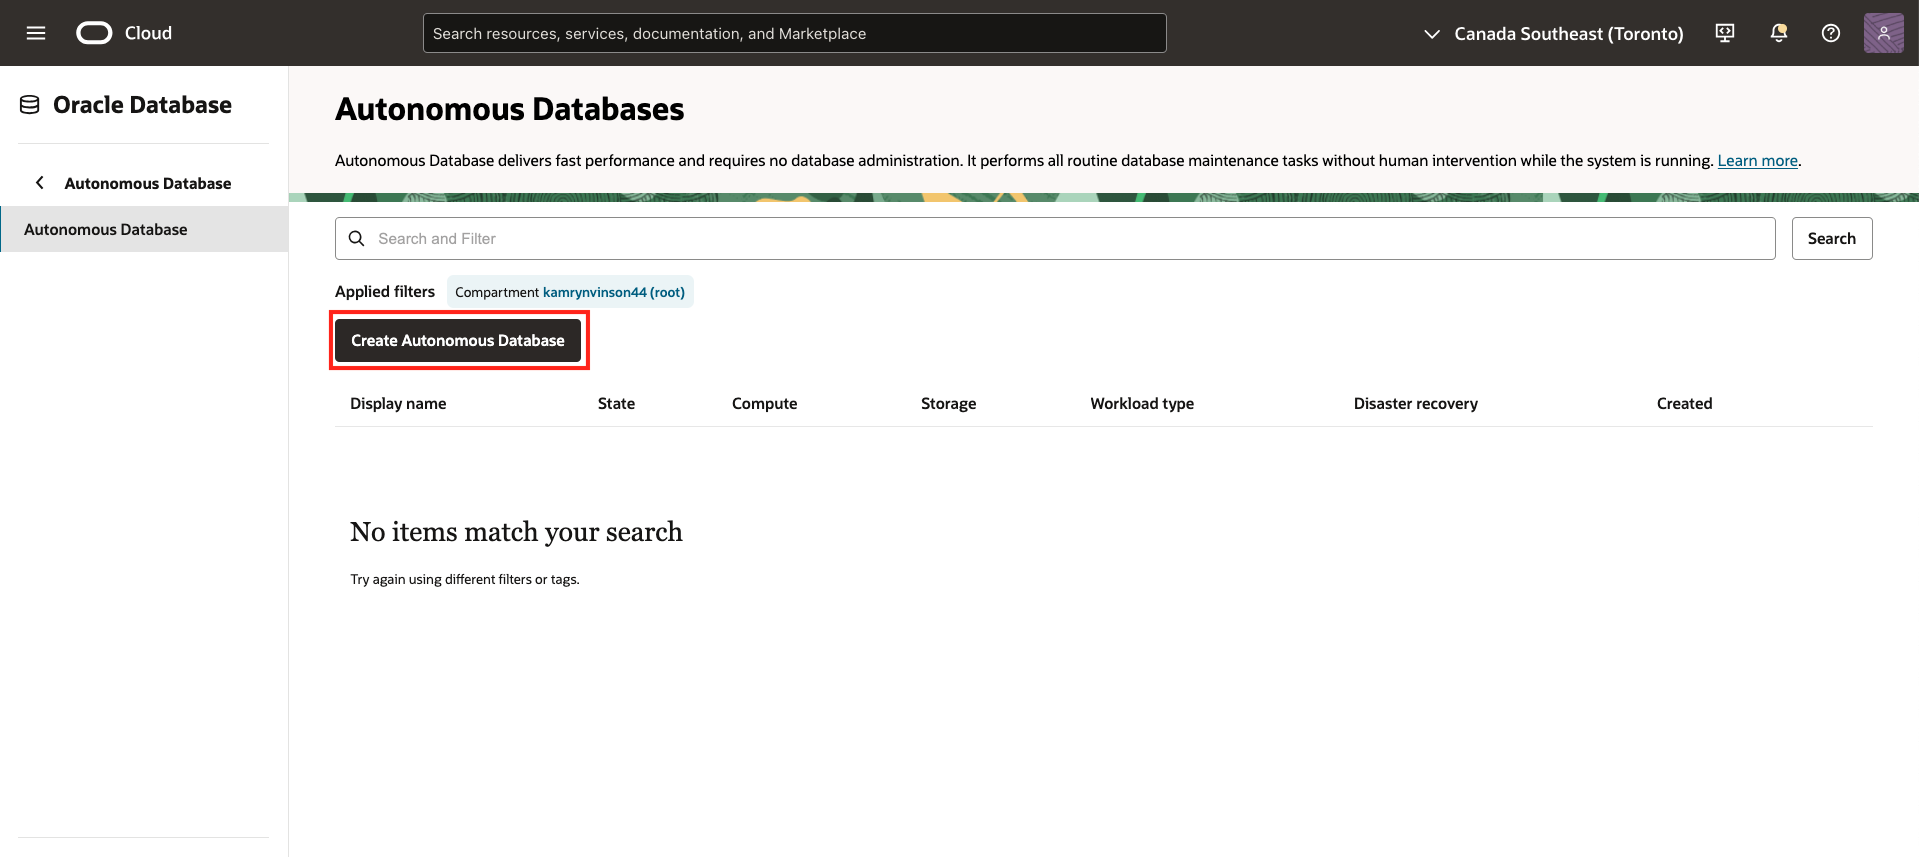 Cloud
Search resources, services, documentation, and Marketplace
Canada Southeast (Toronto)
Oracle Database
Autonomous Database
Autonomous Database
Autonomous Databases
Autonomous Database delivers fast performance and requires no database administration. It performs all routine database maintenance tasks without human intervention while the system is running. Learn more.
Search and Filter
Search
Applied filters Compartment kamrynvinson44 (root)
Create Autonomous Database
Display name State Compute Storage Workload type Disaster recovery Created
No items match your search
Try again using different filters or tags.